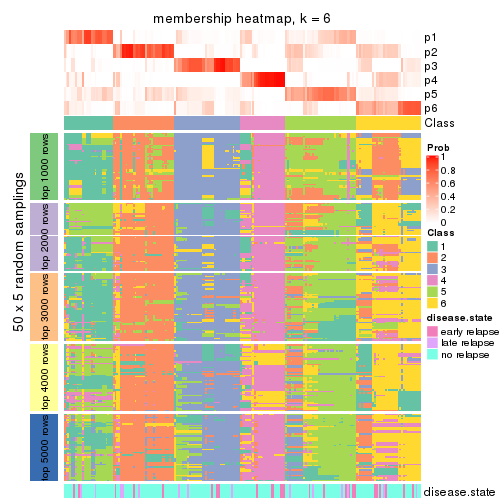 membership heatmap, k = 6
p1
p2
p3
p4
p5
p6
Class
50 x 5 random samplings
top 1000 rows
top 2000 rows
top 3000 rows
top 4000 rows
top 5000 rows
Prob
1
0.8
0.6
0.4
0.2
0
Class
1
2
3
4
5
6
disease.state
early relapse
late relapse
no relapse
disease.state